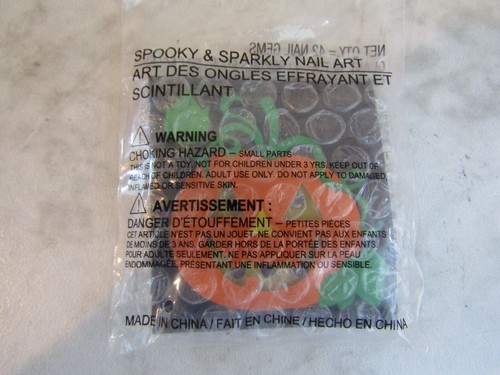 NET QTY = 42 NAIL GEMS
SPOOKY & SPARKLY NAIL ART
ART DES ONGLES EFFRAYANT ET
SCINTILLANT
WARNING
CHOKING HAZARD – SMALL PARTS
THIS IS NOT A TOY. NOT FOR CHILDREN UNDER 3 YRS. KEEP OUT OF
REACH OF CHILDREN. ADULT USE ONLY. DO NOT APPLY TO DAMAGED,
INFLAMED OR SENSITIVE SKIN.
AVERTISSEMENT :
DANGER D'ÉTOUFFEMENT – PETITES PIÈCES
CET ARTICLE N'EST PAS UN JOUET. NE CONVIENT PAS AUX ENFANTS
DE MOINS DE 3 ANS. GARDER HORS DE LA PORTÉE DES ENFANTS.
POUR ADULTE SEULEMENT. NE PAS APPLIQUER SUR LA PEAU
ENDOMMAGÉE, PRÉSENTANT UNE INFLAMMATION OU SENSIBLE.
MADE IN CHINA / FAIT EN CHINE / HECHO EN CHINA